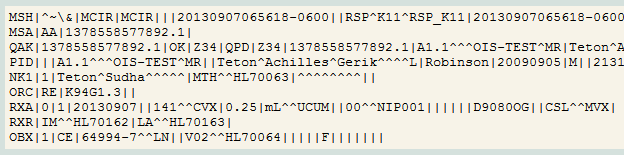 MSH|^~\&|MCIR|MCIR|||20130907065618-0600||RSP^K11^RSP_K11|20130907065618-0600
MSA|AA|1378558577892.1|
QAK|1378558577892.1|OK|Z34|QPD|Z34|1378558577892.1|A1.1^^^OIS-TEST^MR|Teton^A
PID|||A1.1^^^OIS-TEST^MR||Teton^Achilles^Gerik^^^^L|Robinson|20090905|M||2131
NK1|1|Teton^Sudha^^^^^|MTH^^HL70063|^^^^^^^^||
ORC|RE|K94G1.3||
RXA|0|1|20130907||141^^CVX|0.25|mL^^UCUM||00^^NIP001||||||D9080OG||CSL^^MVX|
RXR|IM^^HL70162|LA^^HL70163|
OBX|1|CE|64994-7^^LN||V02^^HL70064||||||F|||||||